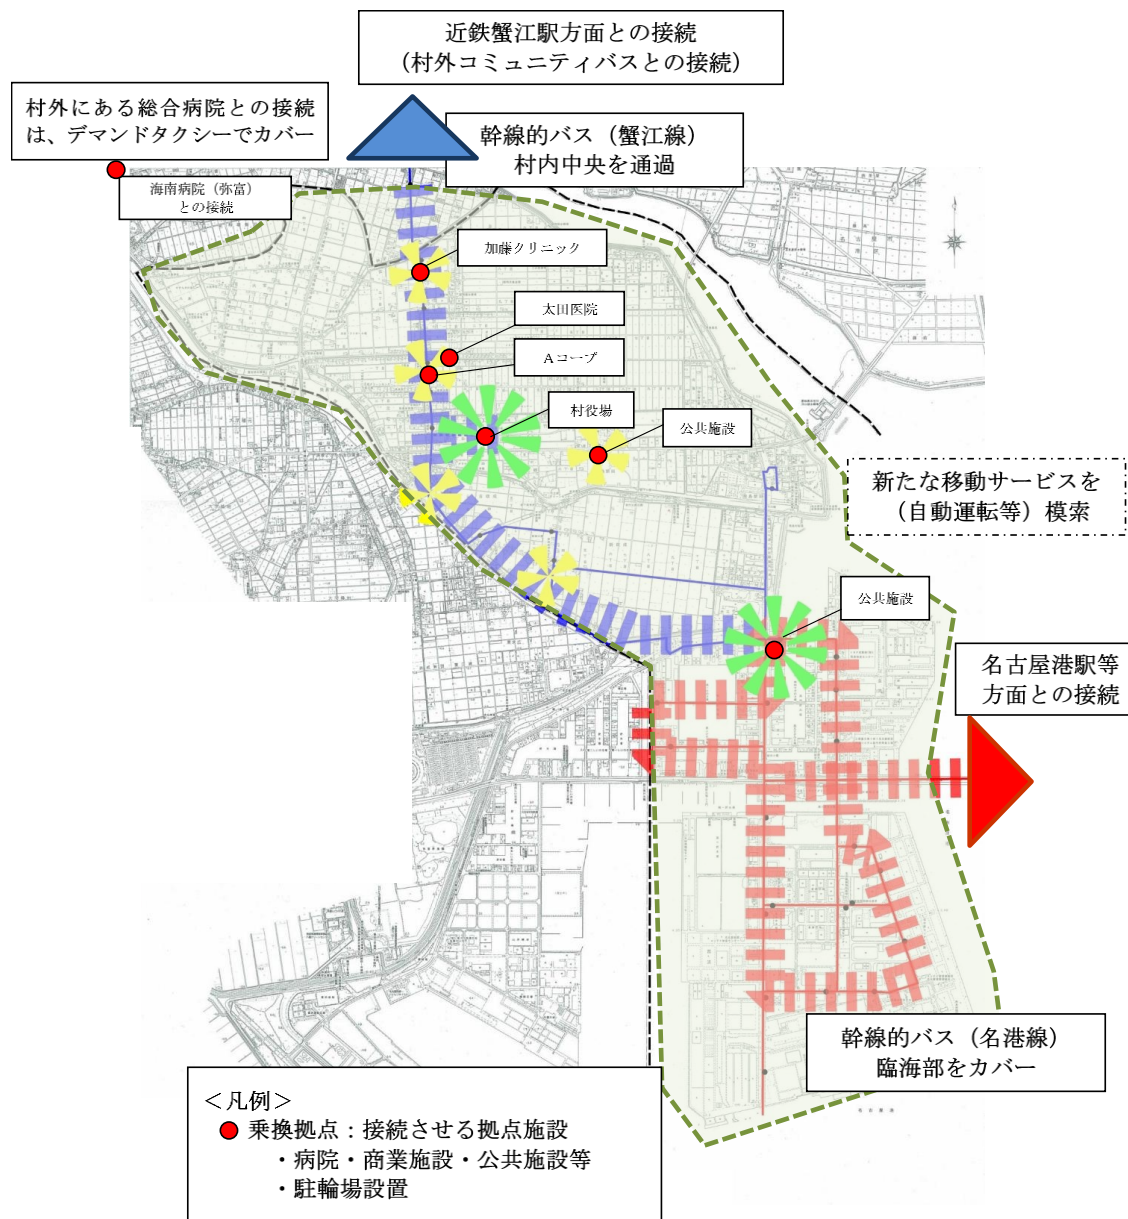 近鉄蟹江駅方面との接続
(村外コミュニティバスとの接続)
村外にある総合病院との接続
は、デマンドタクシーでカバー
幹線的バス（蟹江線）
村内中央を通過
海南病院（弥富）
との接続
加藤クリニック
太田医院
Aコープ
村役場
公共施設
新たな移動サービスを
（自動運転等）模索
公共施設
名古屋港駅等
方面との接続
幹線的バス（名港線）
臨海部をカバー
＜凡例＞
乗換拠点：接続させる拠点施設
・病院・商業施設・公共施設等
・駐輪場設置